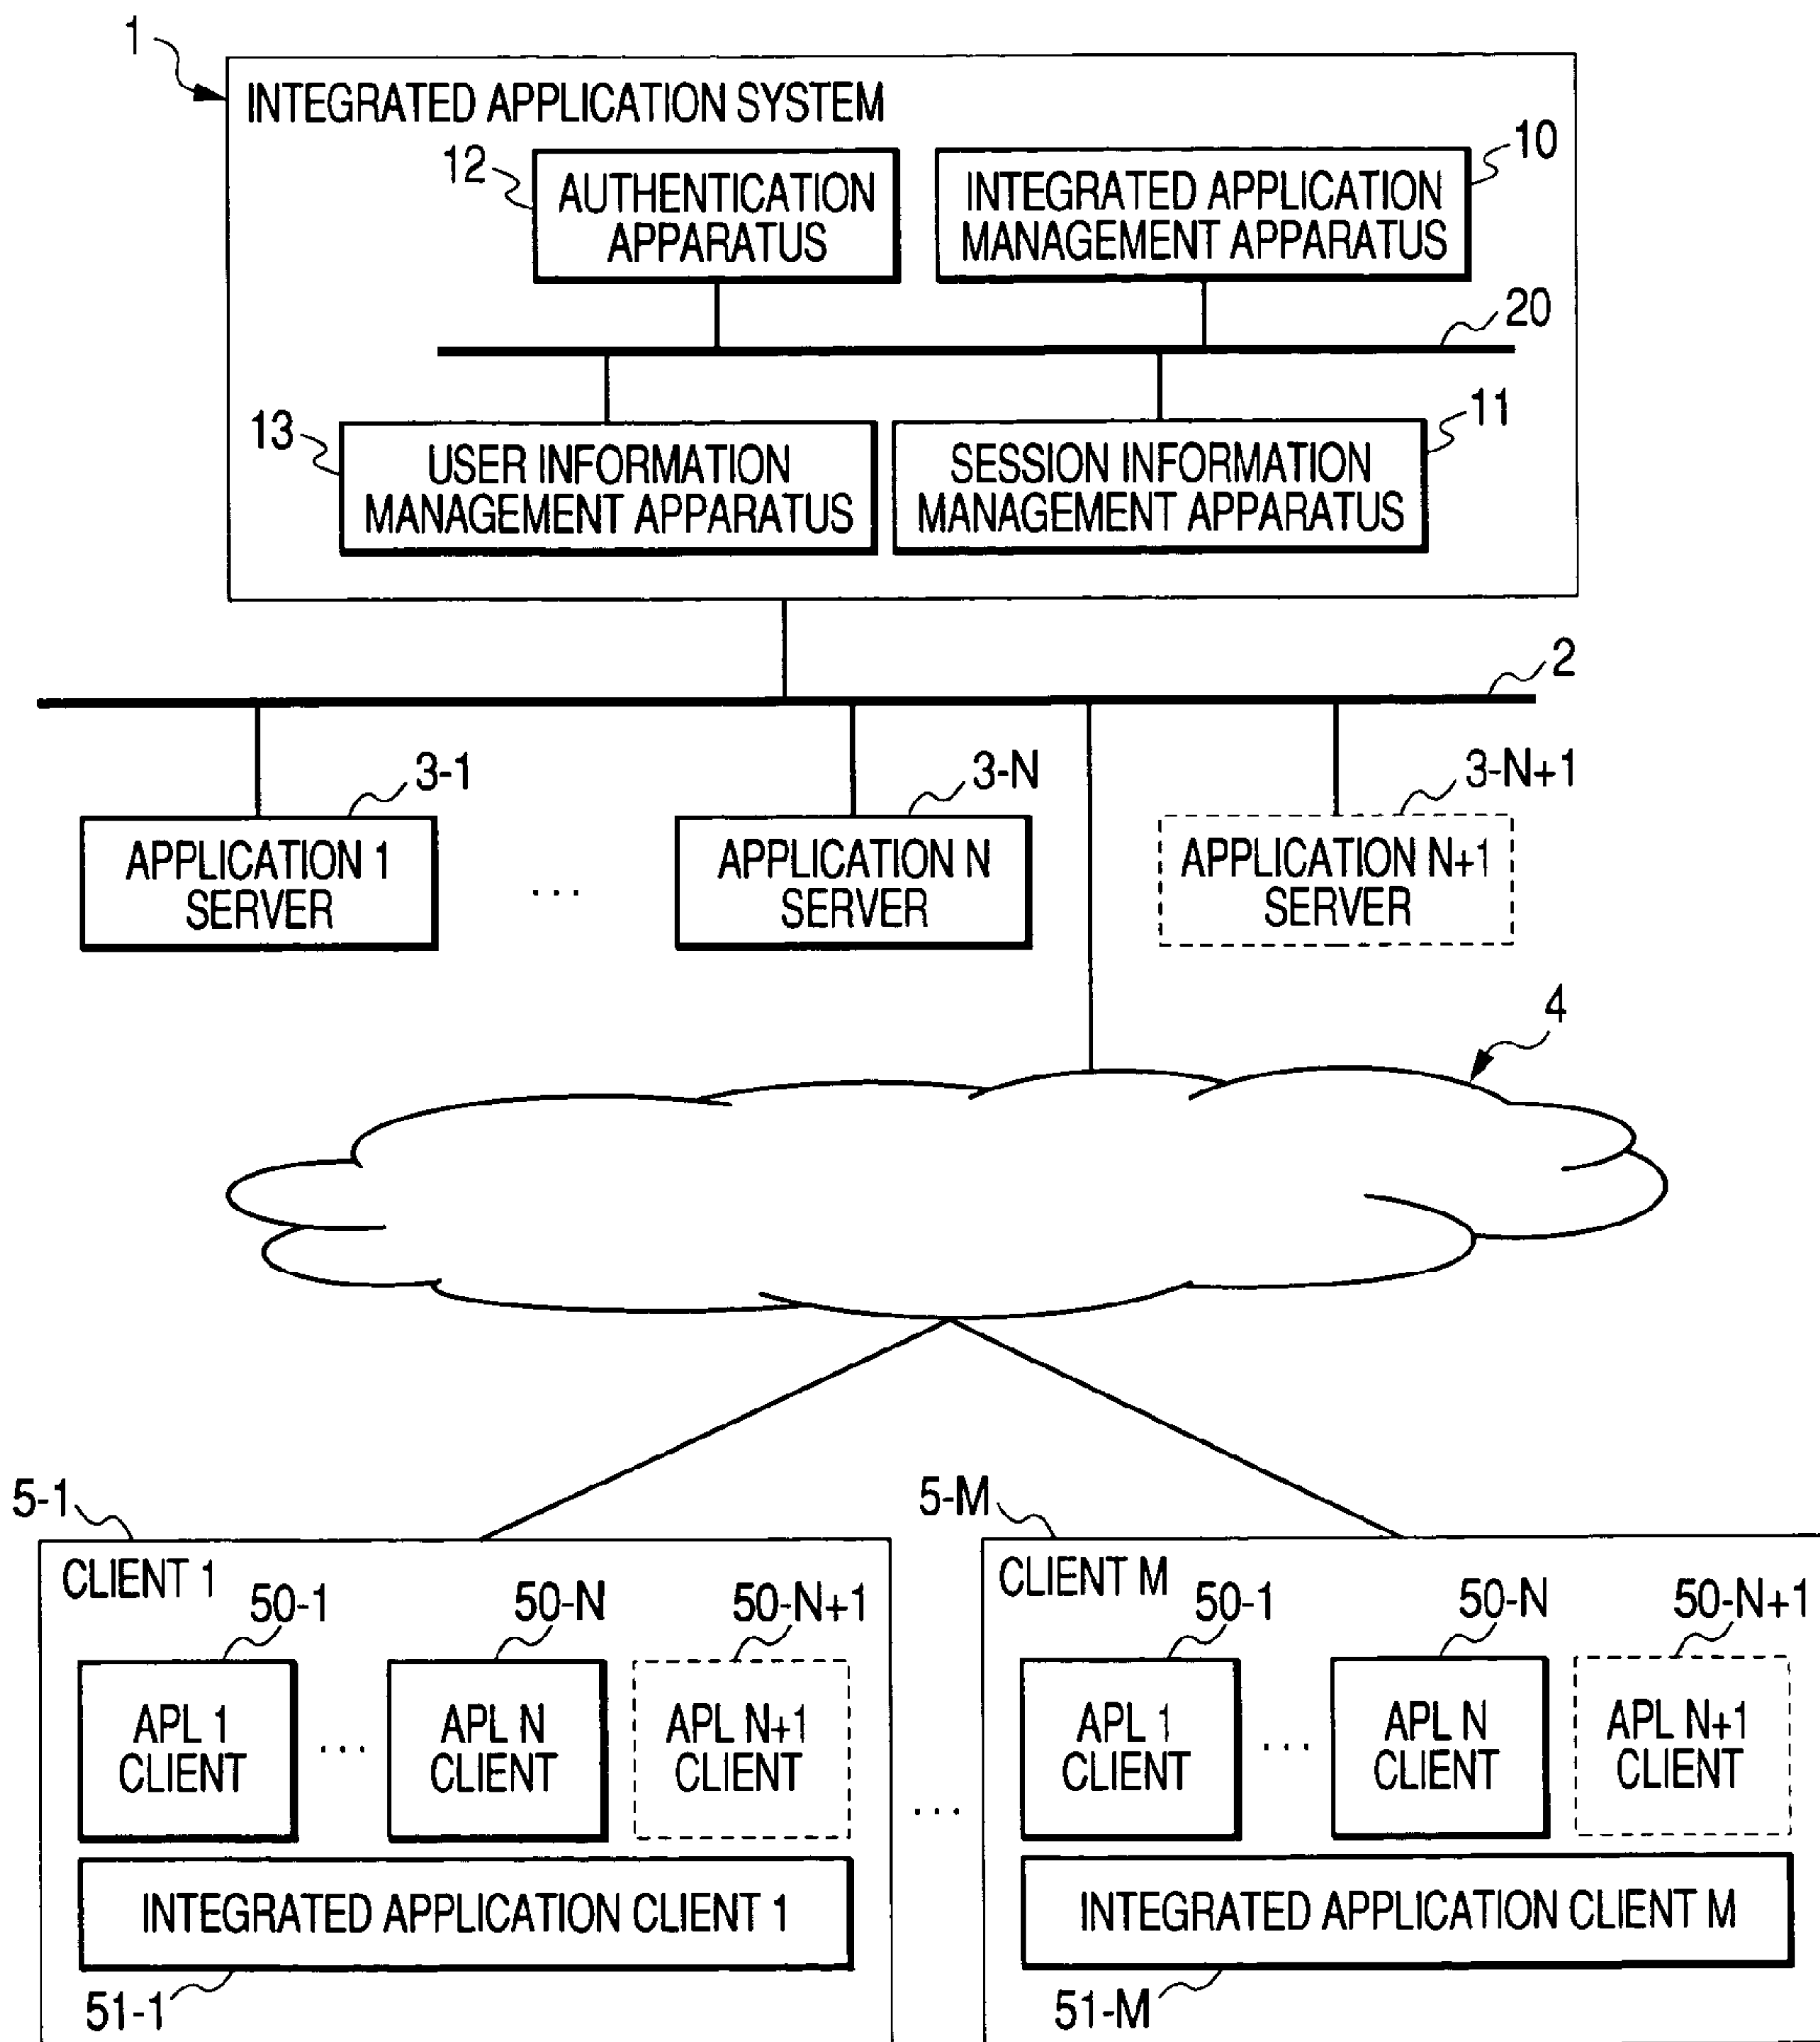 1
INTEGRATED APPLICATION SYSTEM
12
10
AUTHENTICATION
APPARATUS
INTEGRATED APPLICATION
MANAGEMENT APPARATUS
20
13
11
USER INFORMATION
MANAGEMENT APPARATUS
SESSION INFORMATION
MANAGEMENT APPARATUS
2
3-1
3-N
3-N+1
APPLICATION 1
SERVER
...
APPLICATION N
SERVER
APPLICATION N+1
SERVER
4
5-1
5-M
CLIENT 1
50-1
50-N
50-N+1
APL 1
CLIENT
...
APL N
CLIENT
APL N+1
CLIENT
INTEGRATED APPLICATION CLIENT 1
51-1
...
CLIENT M
50-1
50-N
50-N+1
APL 1
CLIENT
...
APL N
CLIENT
APL N+1
CLIENT
INTEGRATED APPLICATION CLIENT M
51-M